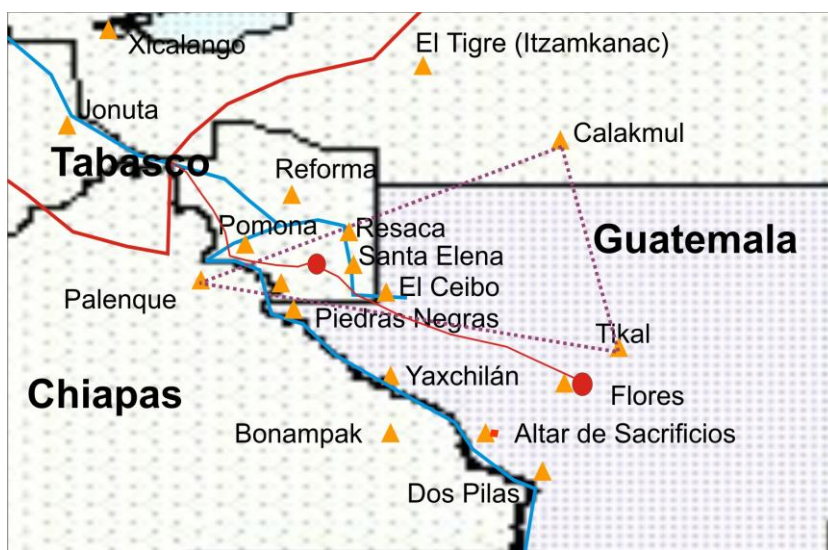 Xicalango
El Tigre (Itzamkanac)
Jonuta
Calakmul
Tabasco
Reforma
Pomona
Resaca
Guatemala
Santa Elena
Palenque
El Ceibo
Piedras Negras
Tikal
Chiapas
Yaxchilán
Flores
Bonampak
Altar de Sacrificios
Dos Pilas